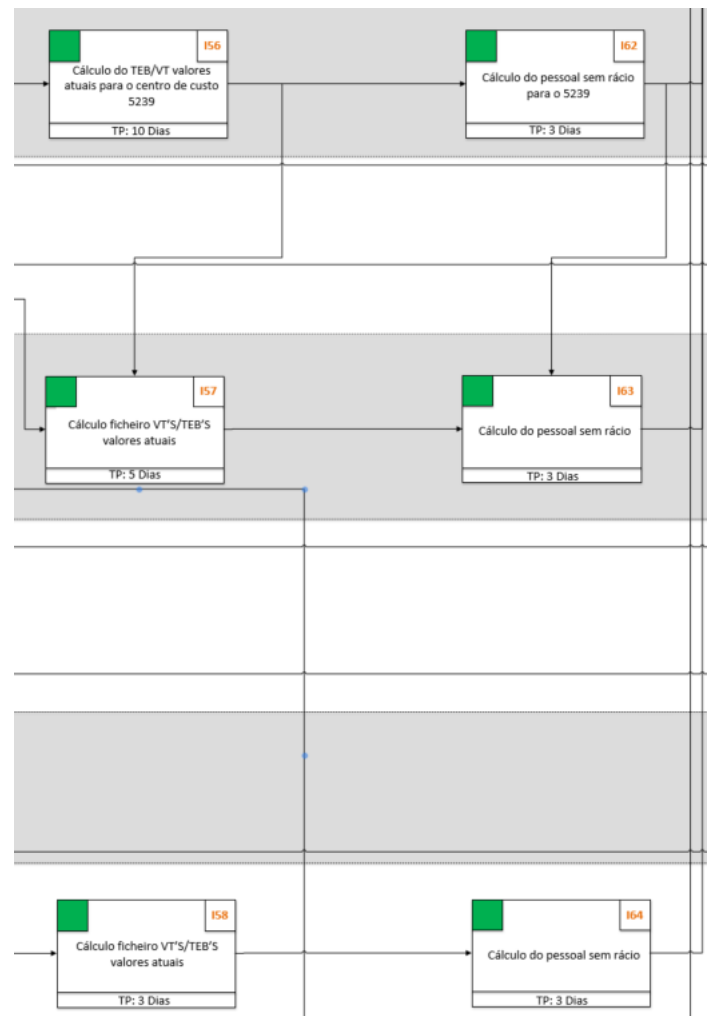 I56
Cálculo do TEB/VT valores
atuais para o centro de custo
5239
TP: 10 Dias
I62
Cálculo do pessoal sem rácio
para o 5239
TP: 3 Dias
I57
Cálculo ficheiro VT'S/TEB'S
valores atuais
TP: 5 Dias
I63
Cálculo do pessoal sem rácio
TP: 3 Dias
I58
Cálculo ficheiro VT'S/TEB'S
valores atuais
TP: 3 Dias
I64
Cálculo do pessoal sem rácio
TP: 3 Dias